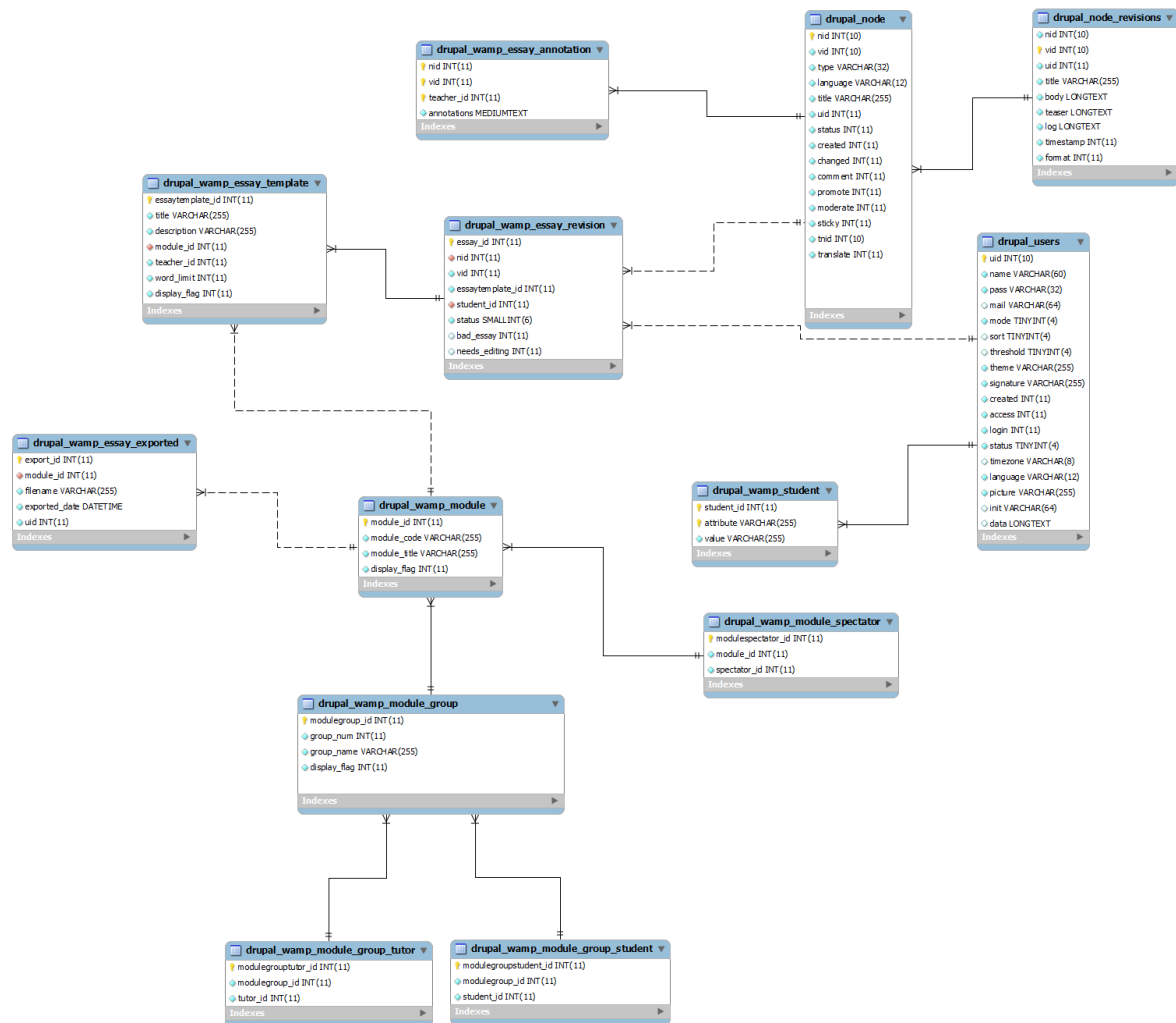 drupal_wamp_essay_annotation
nid INT(11)
vid INT(11)
teacher_id INT(11)
annotations MEDIUMTEXT
Indexes
drupal_node
nid INT(10)
vid INT(10)
type VARCHAR(32)
language VARCHAR(12)
title VARCHAR(255)
uid INT(11)
status INT(11)
created INT(11)
changed INT(11)
comment INT(11)
promote INT(11)
moderate INT(11)
sticky INT(11)
tnid INT(10)
translate INT(11)
Indexes
drupal_node_revisions
nid INT(10)
vid INT(10)
uid INT(11)
title VARCHAR(255)
body LONGTEXT
teaser LONGTEXT
log LONGTEXT
timestamp INT(11)
format INT(11)
Indexes
drupal_wamp_essay_template
essaytemplate_id INT(11)
title VARCHAR(255)
description VARCHAR(255)
module_id INT(11)
teacher_id INT(11)
word_limit INT(11)
display_flag INT(11)
Indexes
drupal_wamp_essay_revision
essay_id INT(11)
nid INT(11)
vid INT(11)
essaytemplate_id INT(11)
student_id INT(11)
status SMALLINT(6)
bad_essay INT(11)
needs_editing INT(11)
Indexes
drupal_users
uid INT(10)
name VARCHAR(60)
pass VARCHAR(32)
mail VARCHAR(64)
mode TINYINT(4)
sort TINYINT(4)
threshold TINYINT(4)
theme VARCHAR(255)
signature VARCHAR(255)
created INT(11)
access INT(11)
login INT(11)
status TINYINT(4)
timezone VARCHAR(8)
language VARCHAR(12)
picture VARCHAR(255)
init VARCHAR(64)
data LONGTEXT
Indexes
drupal_wamp_essay_exported
export_id INT(11)
module_id INT(11)
filename VARCHAR(255)
exported_date DATETIME
uid INT(11)
Indexes
drupal_wamp_module
module_id INT(11)
module_code VARCHAR(255)
module_title VARCHAR(255)
display_flag INT(11)
Indexes
drupal_wamp_student
student_id INT(11)
attribute VARCHAR(255)
value VARCHAR(255)
Indexes
drupal_wamp_module_spectator
modulespectator_id INT(11)
module_id INT(11)
spectator_id INT(11)
Indexes
drupal_wamp_module_group
modulegroup_id INT(11)
group_num INT(11)
group_name VARCHAR(255)
display_flag INT(11)
Indexes
drupal_wamp_module_group_tutor
modulegrouptutor_id INT(11)
modulegroup_id INT(11)
tutor_id INT(11)
Indexes
drupal_wamp_module_group_student
modulegroupstudent_id INT(11)
modulegroup_id INT(11)
student_id INT(11)
Indexes